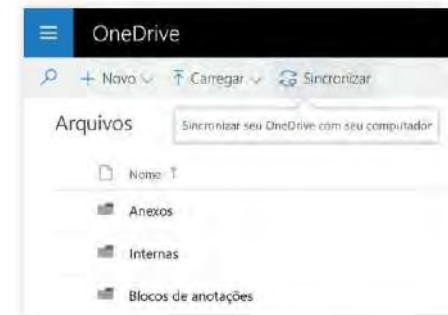 OneDrive
Novo Carregar Sincronizar
Arquivos
Sincronizar seu OneDrive com seu computador
Nome
Anexos
Internas
Blocos de anotações